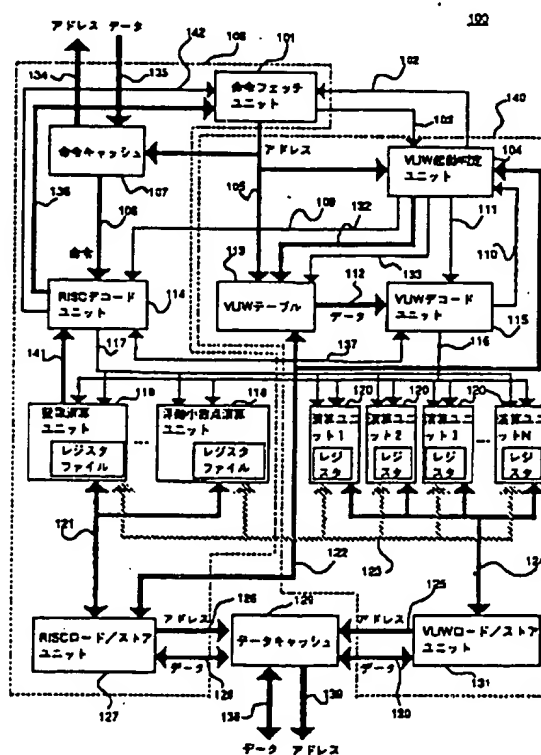 100
アドレス データ
142 106 101
134
135
命令フェッチ
ユニット
102
103
140
命令キャッシュ
107
アドレス
VLIW起動判定
ユニット
104
136
105
108
109
132
111
110
命令
113
133
112
RISCデコード
ユニット
114
VLIWテーブル
データ
VLIWデコード
ユニット
115
117
137
116
141
119
118
120
120
120
120
整数演算
ユニット
レジスタ
ファイル
浮動小数点演算
ユニット
レジスタ
ファイル
演算ユニ
ット1
レジ
スタ
演算ユニ
ット2
レジ
スタ
演算ユニ
ット3
レジ
スタ
演算ユニ
ットN
レジ
スタ
121
122
123
124
アドレス
126
129
アドレス
125
RISCロード/ストア
ユニット
データキャッシュ
VLIWロード/ストア
ユニット
データ
データ
127
128
138
139
130
131
データ アドレス